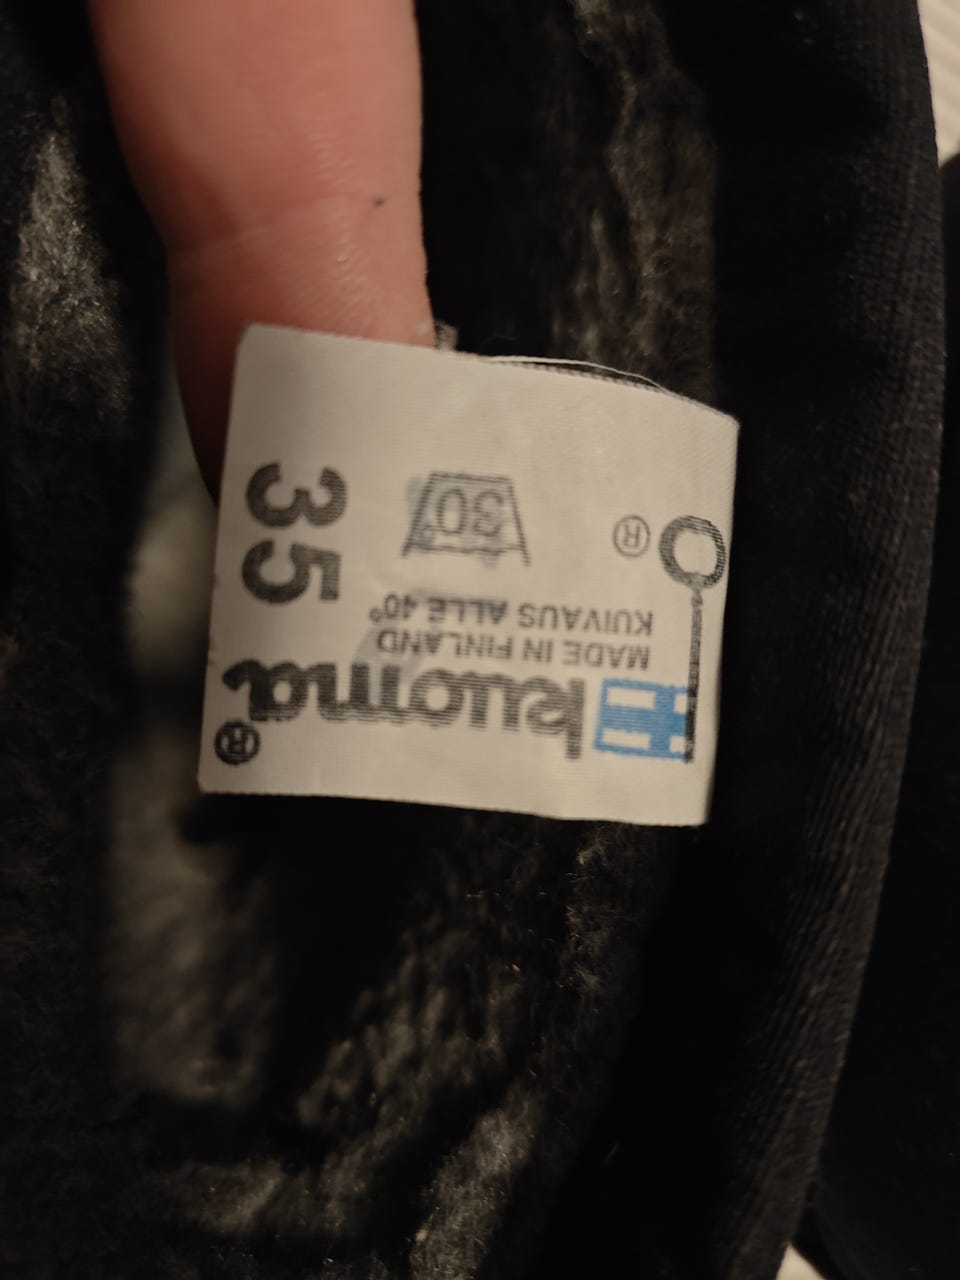 kuoma®
MADE IN FINLAND
KUIVAUS ALLE 40°
®
30°
35